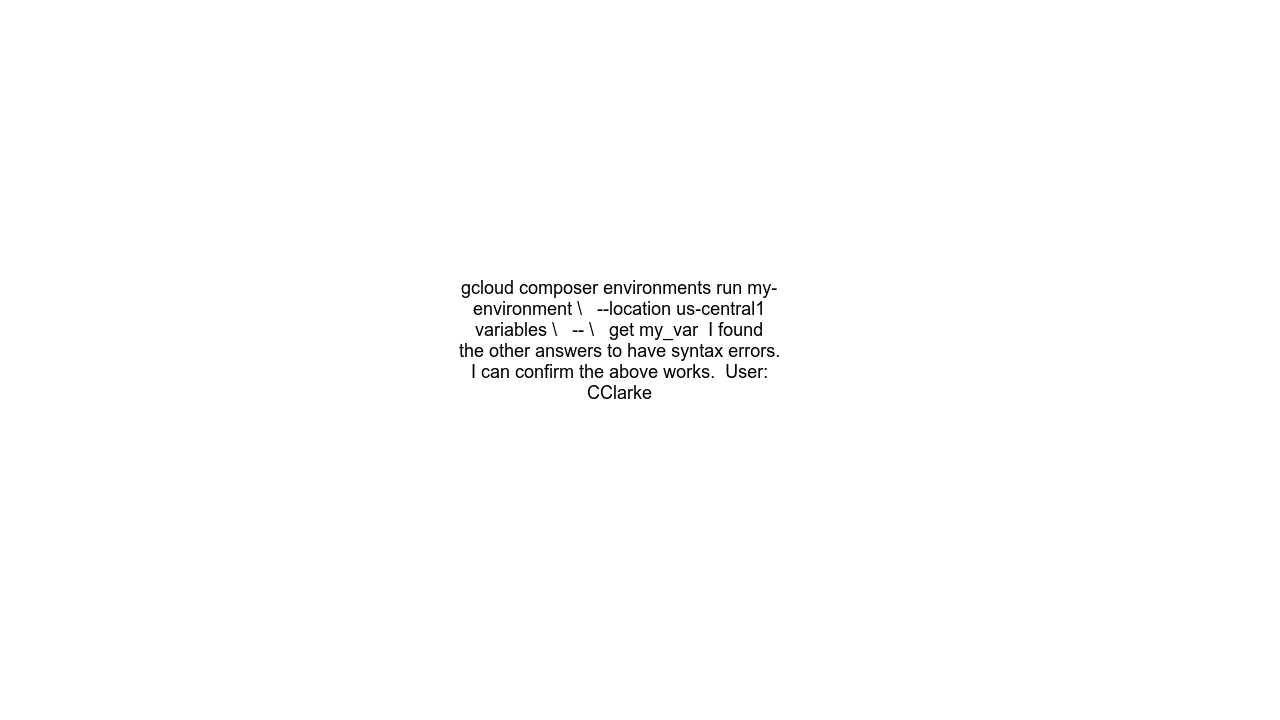 gcloud composer environments run my-
environment \   --location us-central1
variables \   -- \   get my_var  I found
the other answers to have syntax errors.
I can confirm the above works.  User:
CClarke